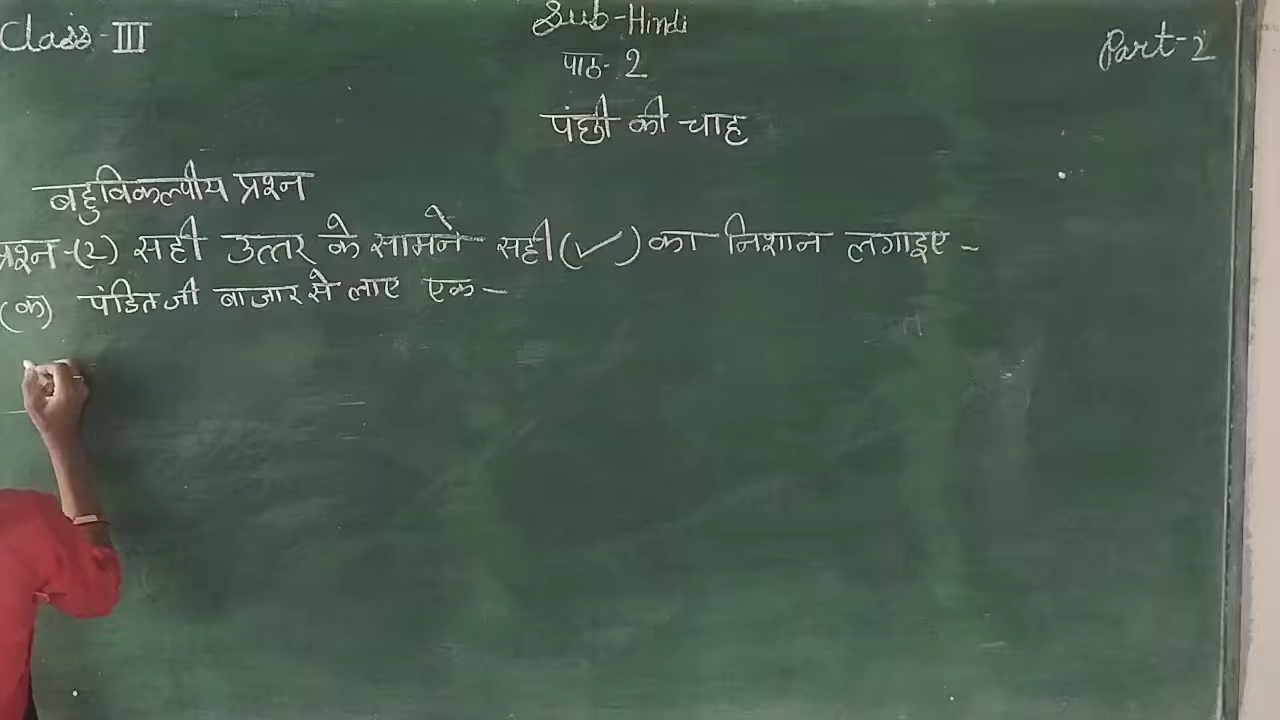 Class-III
Sub-Hindi
Part-2
पाठ-2
पंछी की चाह
बहुविकल्पीय प्रश्न
प्रश्न-(2) सही उत्तर के सामने सही(✓) का निशान लगाइए-
(क) पंडितजी बाजार से लाए एक-